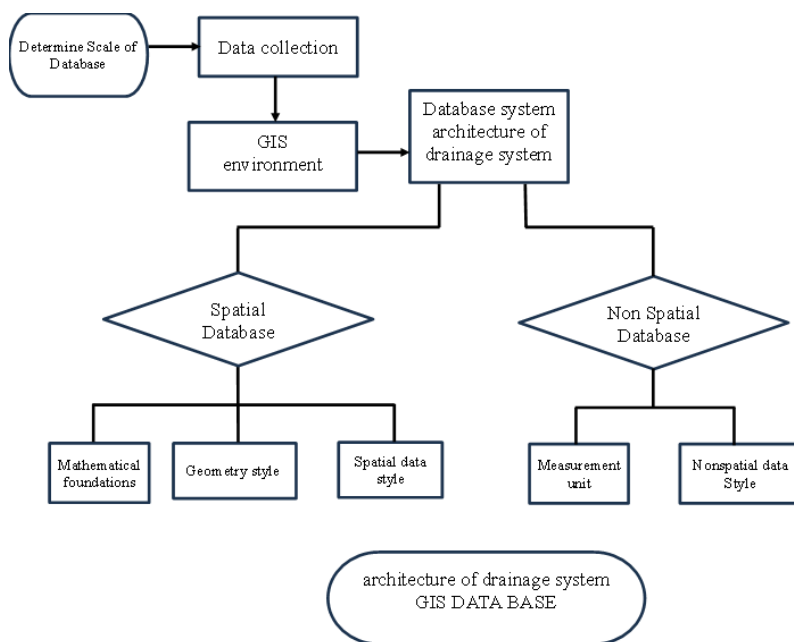 Determine Scale of
Database
Data collection
GIS
environment
Database system
architecture of
drainage system
Spatial
Database
Non Spatial
Database
Mathematical
foundations
Geometry style
Spatial data
style
Measurement
unit
Nonspatial data
Style
architecture of drainage system
GIS DATA BASE